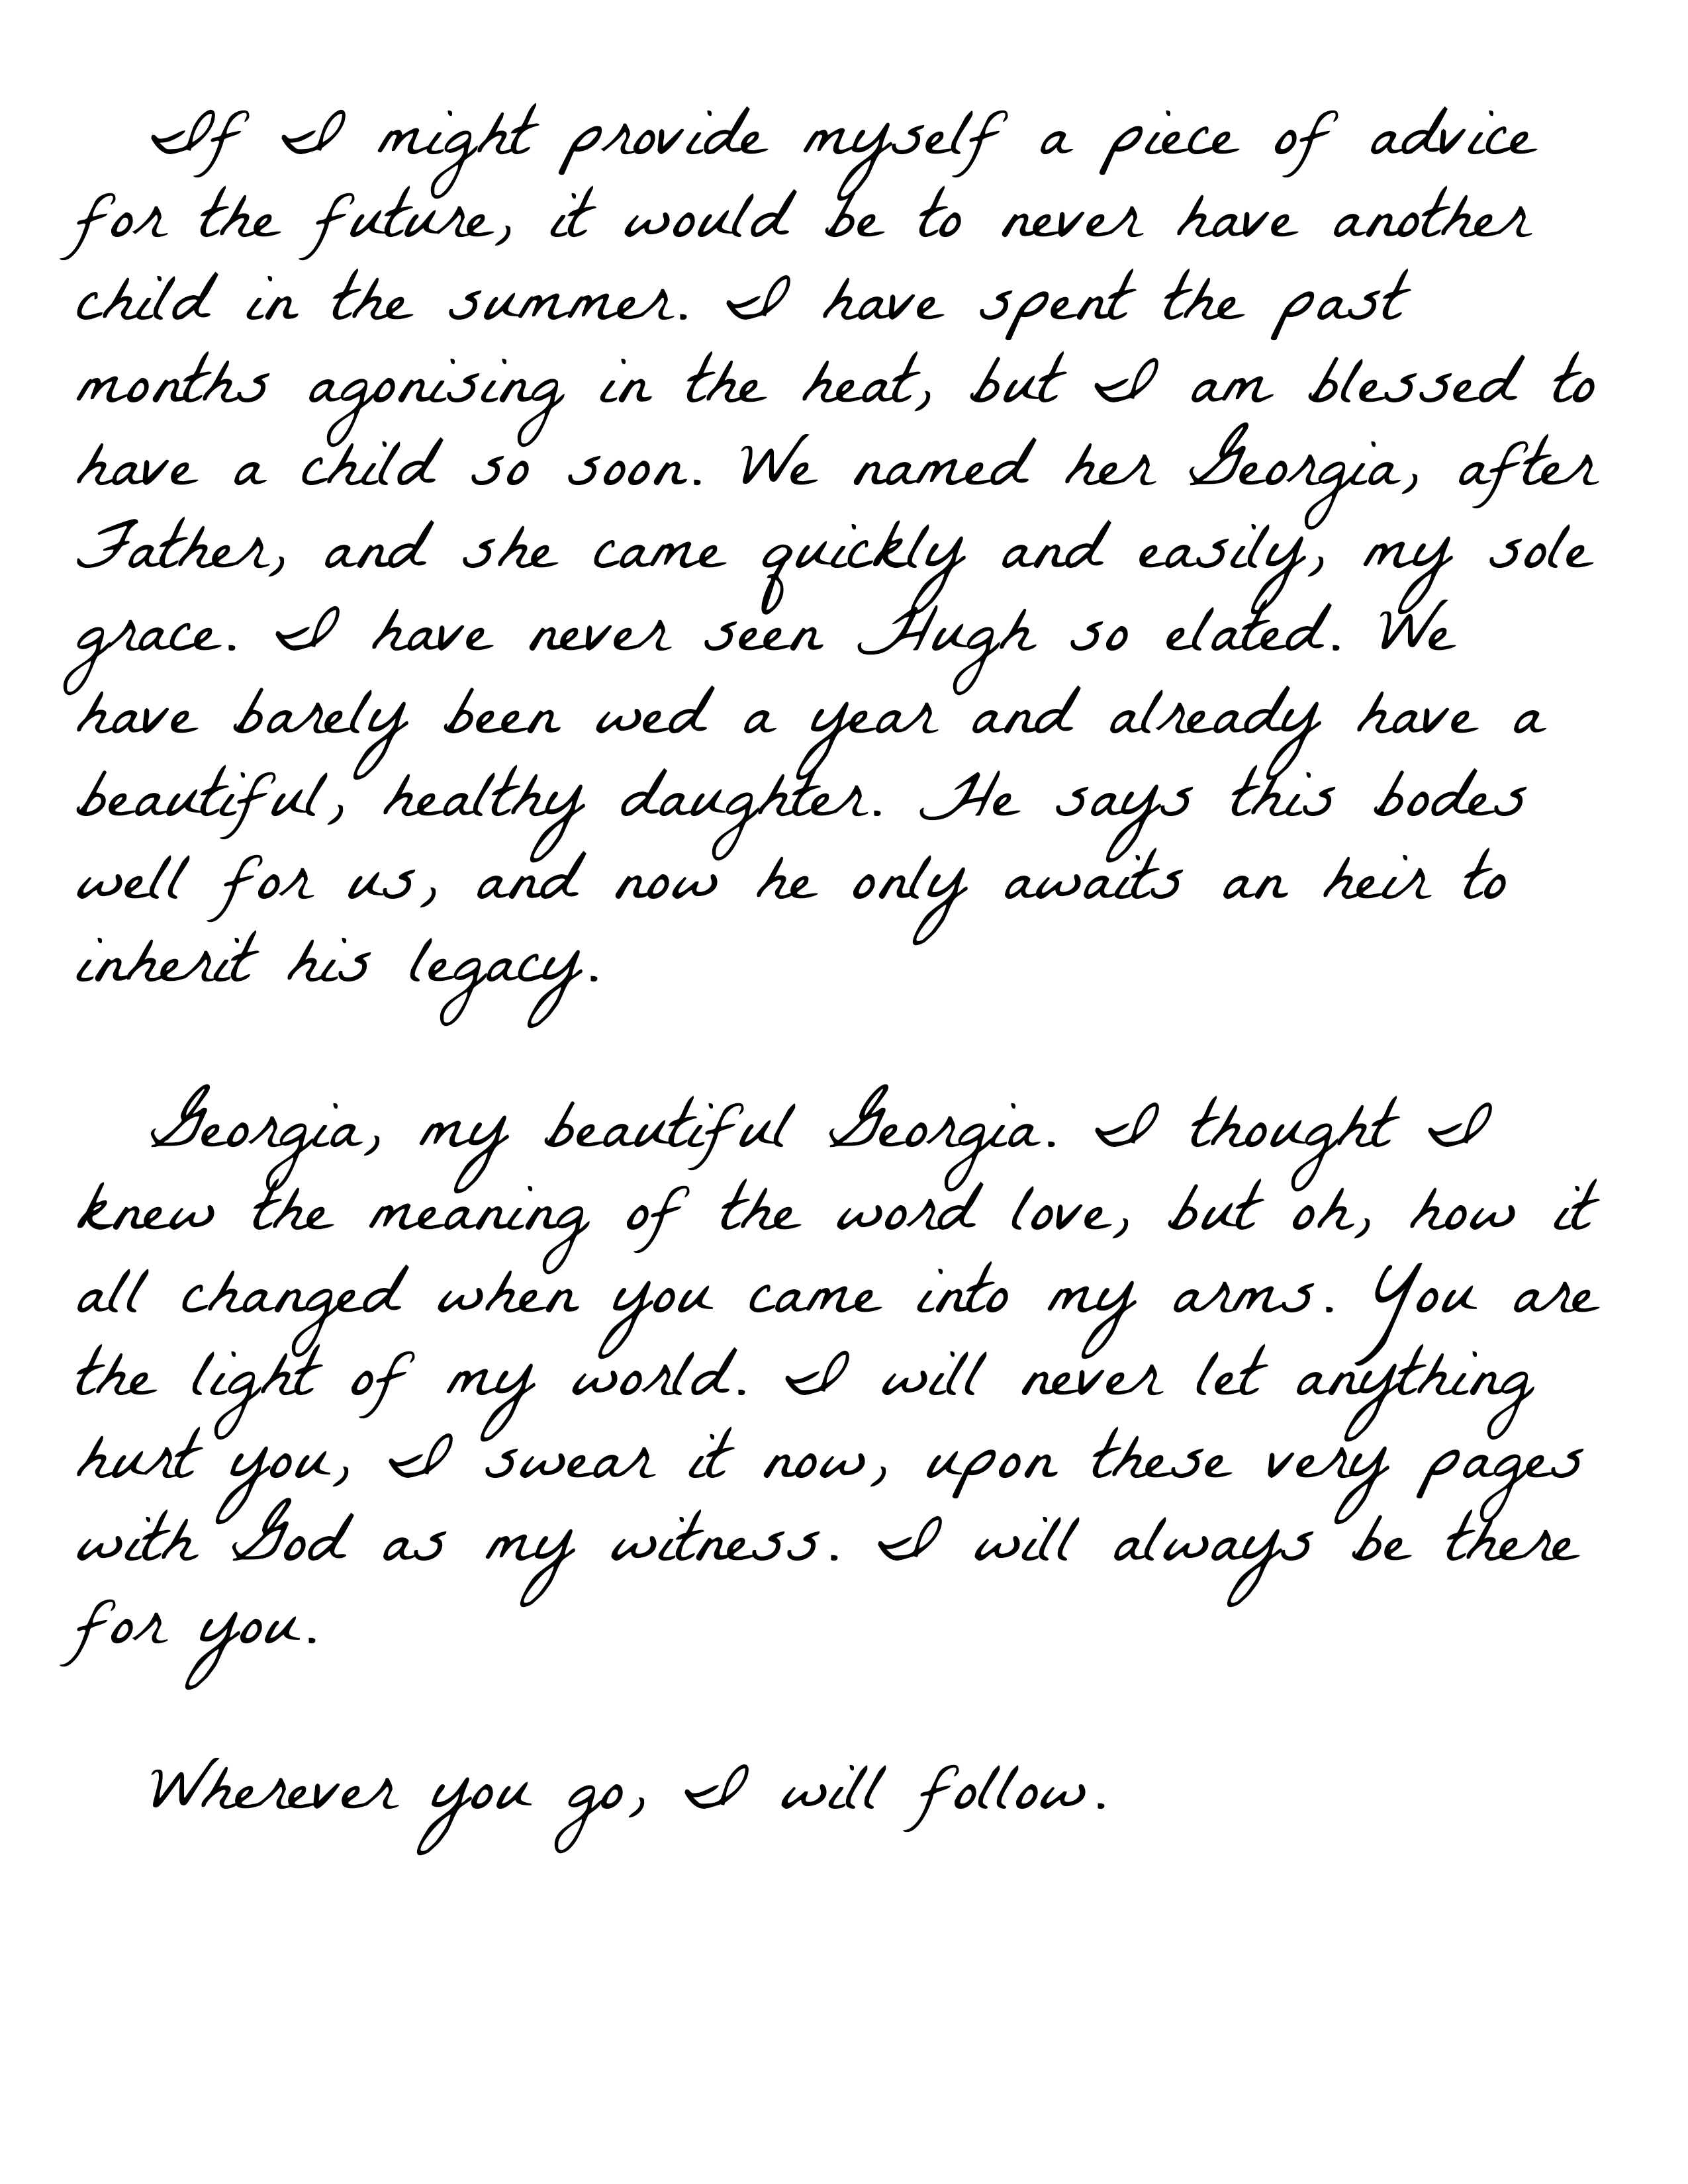 If I might provide myself a piece of advice
for the future, it would be to never have another
child in the summer. I have spent the past
months agonising in the heat, but I am blessed to
have a child so soon. We named her Georgia, after
Father, and she came quickly and easily, my sole
grace. I have never seen Hugh so elated. We
have barely been wed a year and already have a
beautiful, healthy daughter. He says this bodes
well for us, and now he only awaits an heir to
inherit his legacy.
Georgia, my beautiful Georgia. I thought I
knew the meaning of the word love, but oh, how it
all changed when you came into my arms. You are
the light of my world. I will never let anything
hurt you, I swear it now, upon these very pages
with God as my witness. I will always be there
for you.
Wherever you go, I will follow.